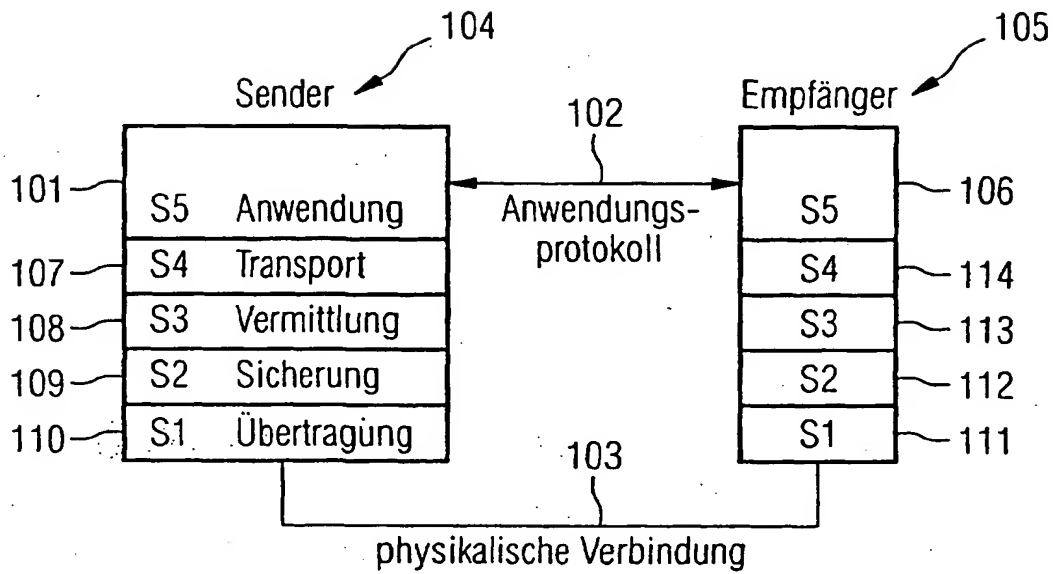 104
105
Sender
Empfänger
102
101
106
S5 Anwendung
Anwendungs-
protokoll
S5
107
S4 Transport
S4
114
108
S3 Vermittlung
S3
113
109
S2 Sicherung
S2
112
110
S1 Übertragung
S1
111
103
physikalische Verbindung